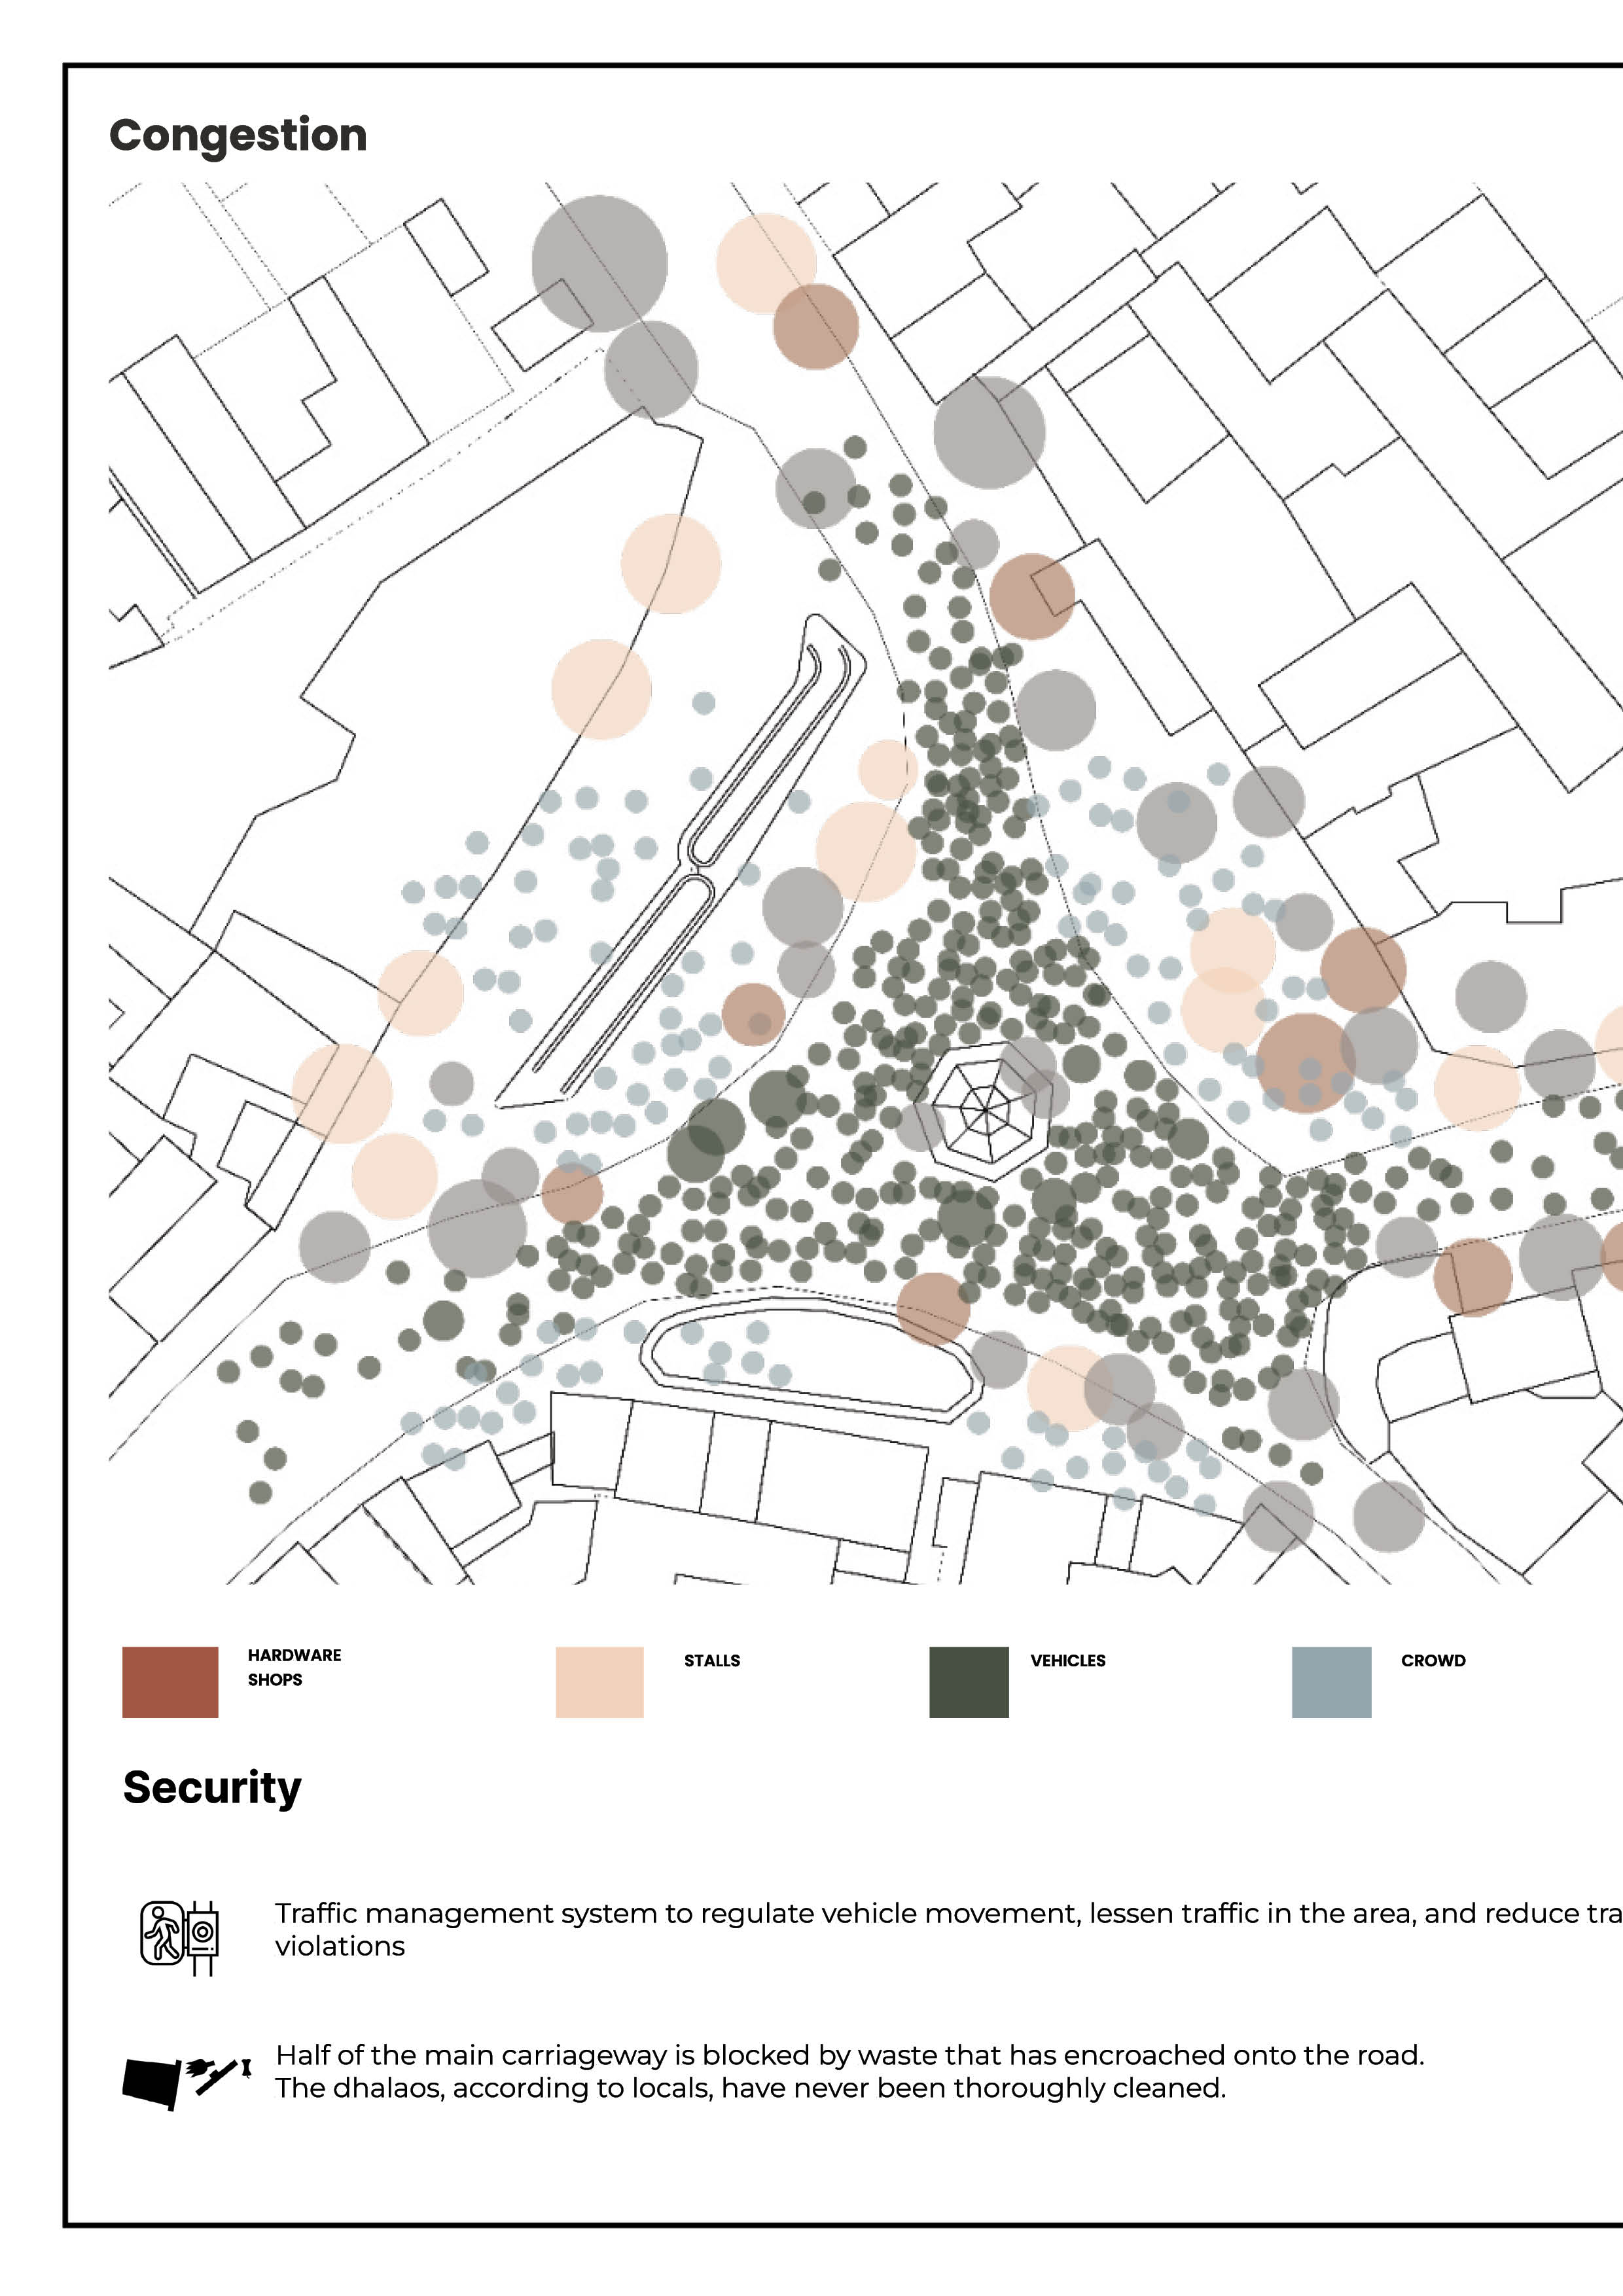 Congestion
HARDWARE
SHOPS
STALLS
VEHICLES
CROWD
Security
Traffic management system to regulate vehicle movement, lessen traffic in the area, and reduce
violations
Half of the main carriageway is blocked by waste that has encroached onto the road.
The dhalaos, according to locals, have never been thoroughly cleaned.